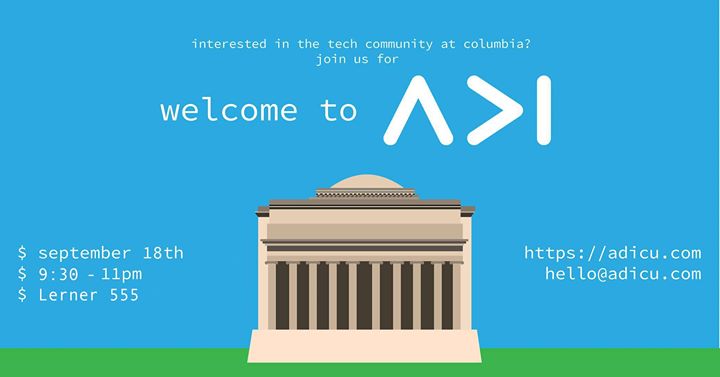 interested in the tech community at columbia?
join us for
welcome to ADI
$ september 18th
$ 9:30 - 11pm
$ Lerner 555
https://adicu.com
hello@adicu.com